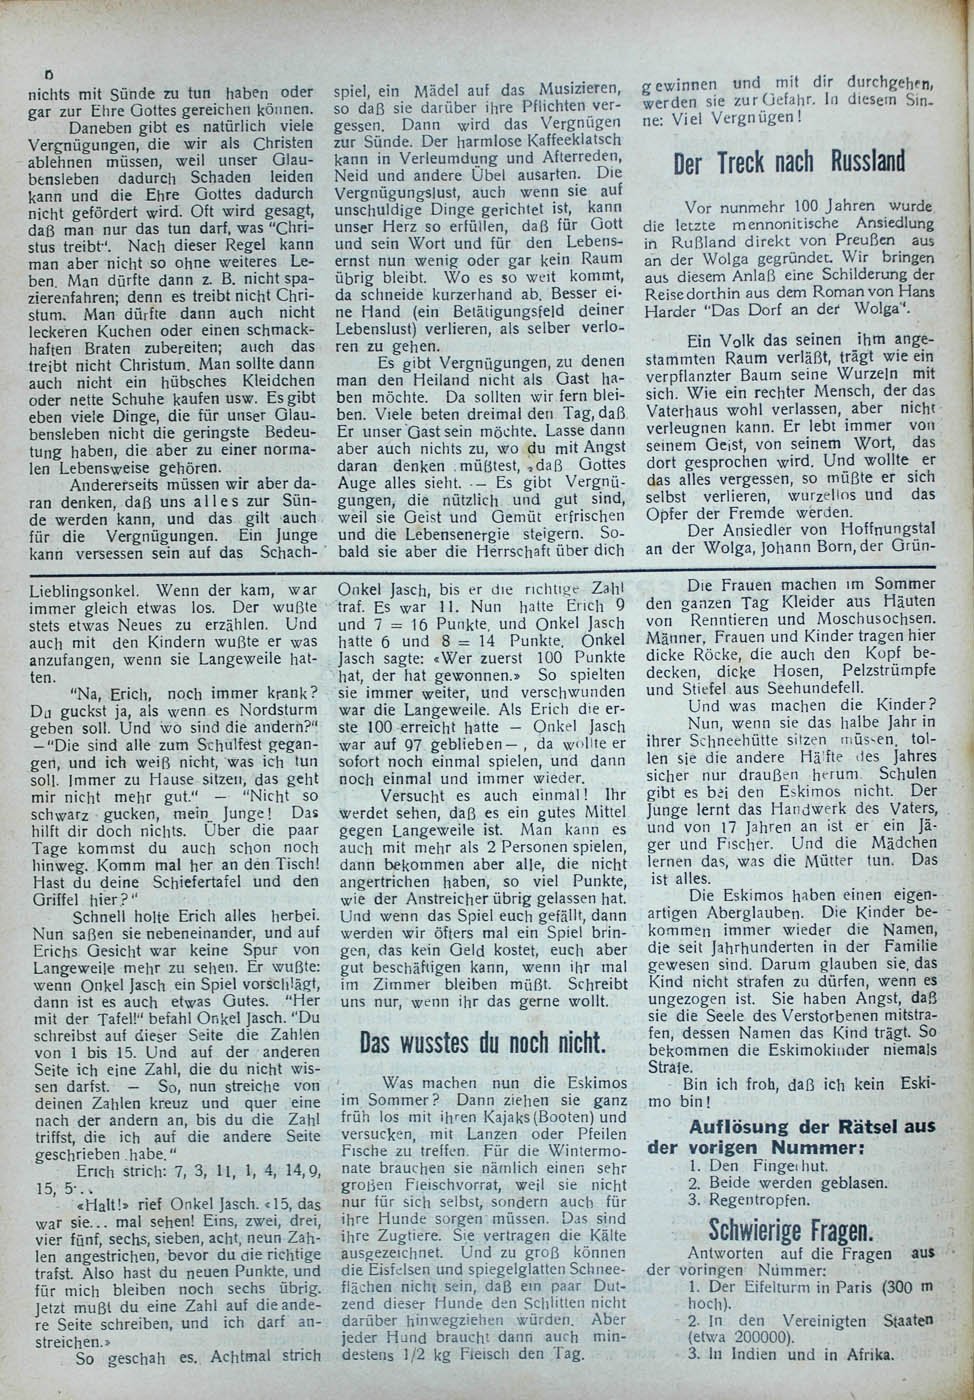 nichts mit Sünde zu tun haben oder
gar zur Ehre Gottes gereichen können.
Daneben gibt es natürlich viele
Vergnügungen, die wir als Christen
ablehnen müssen, weil unser Glau-
bensleben dadurch Schaden leiden
kann und die Ehre Gottes dadurch
nicht gefördert wird. Oft wird gesagt,
daß man nur das tun darf, was "Chri-
stus treibt". Nach dieser Regel kann
man aber nicht so ohne weiteres Le-
ben. Man dürfte dann z. B. nicht spa-
zierenfahren; denn es treibt nicht Chri-
stum. Man dürfte dann auch nicht
leckeren Kuchen oder einen schmack-
haften Braten zubereiten; auch das
treibt nicht Christum. Man sollte dann
auch nicht ein hübsches Kleidchen
oder nette Schuhe kaufen usw. Es gibt
eben viele Dinge, die für unser Glau-
bensleben nicht die geringste Bedeu-
tung haben, die aber zu einer norma-
len Lebensweise gehören.
Andererseits müssen wir aber da-
ran denken, daß uns alles zur Sün-
de werden kann, und das gilt auch
für die Vergnügungen. Ein Junge
kann versessen sein auf das Schach-
spiel, ein Mädel auf das Musizieren,
so daß sie darüber ihre Pflichten ver-
gessen. Dann wird das Vergnügen
zur Sünde. Der harmlose Kaffeeklatsch
kann in Verleumdung und Afterreden,
Neid und andere Übel ausarten. Die
Vergnügungslust, auch wenn sie auf
unschuldige Dinge gerichtet ist, kann
unser Herz so erfüllen, daß für Gott
und sein Wort und für den Lebens-
ernst nun wenig oder gar kein Raum
übrig bleibt. Wo es so weit kommt,
da schneide kurzerhand ab. Besser ei-
ne Hand (ein Betätigungsfeld deiner
Lebenslust) verlieren, als selber verlo-
ren zu gehen.
Es gibt Vergnügungen, zu denen
man den Heiland nicht als Gast ha-
ben möchte. Da sollten wir fern blei-
ben. Viele beten dreimal den Tag, daß
Er unser Gast sein möchte. Lasse dann
aber auch nichts zu, wo du mit Angst
daran denken müßtest, daß Gottes
Auge alles sieht. — Es gibt Vergnü-
gungen, die nützlich und gut sind,
weil sie Geist und Gemüt erfrischen
und die Lebensenergie steigern. So-
bald sie aber die Herrschaft über dich
gewinnen und mit dir durchgehen,
werden sie zur Gefahr. In diesem Sin-
ne: Viel Vergnügen!
Der Treck nach Russland
Vor nunmehr 100 Jahren wurde
die letzte mennonitische Ansiedlung
in Rußland direkt von Preußen aus
an der Wolga gegründet. Wir bringen
aus diesem Anlaß eine Schilderung der
Reise dorthin aus dem Roman von Hans
Harder "Das Dorf an der Wolga".
Ein Volk das seinen ihm ange-
stammten Raum verläßt, trägt wie ein
verpflanzter Baum seine Wurzeln mit
sich. Wie ein rechter Mensch, der das
Vaterhaus wohl verlassen, aber nicht
verleugnen kann. Er lebt immer von
seinem Geist, von seinem Wort, das
dort gesprochen wird. Und wollte er
das alles vergessen, so müßte er sich
selbst verlieren, wurzellos und das
Opfer der Fremde werden.
Der Ansiedler von Hoffnungstal
an der Wolga, Johann Born, der Grün-
Lieblingsonkel. Wenn der kam, war
immer gleich etwas los. Der wußte
stets etwas Neues zu erzählen. Und
auch mit den Kindern wußte er was
anzufangen, wenn sie Langeweile hat-
ten.
"Na, Erich, noch immer krank?
Du guckst ja, als wenn es Nordsturm
geben soll. Und wo sind die andern?"
—"Die sind alle zum Schulfest gegan-
gen, und ich weiß nicht, was ich tun
soll. Immer zu Hause sitzen, das geht
mir nicht mehr gut." — "Nicht so
schwarz gucken, mein Junge! Das
hilft dir doch nichts. Über die paar
Tage kommst du auch schon noch
hinweg. Komm mal her an den Tisch!
Hast du deine Schiefertafel und den
Griffel hier?"
Schnell holte Erich alles herbei.
Nun saßen sie nebeneinander, und auf
Erichs Gesicht war keine Spur von
Langeweile mehr zu sehen. Er wußte:
wenn Onkel Jasch ein Spiel vorschlägt,
dann ist es auch etwas Gutes. "Her
mit der Tafel!" befahl Onkel Jasch. "Du
schreibst auf dieser Seite die Zahlen
von 1 bis 15. Und auf der anderen
Seite ich eine Zahl, die du nicht wis-
sen darfst. — So, nun streiche von
deinen Zahlen kreuz und quer eine
nach der andern an, bis du die Zahl
triffst, die ich auf die andere Seite
geschrieben habe."
Erich strich: 7, 3, 11, 1, 4, 14, 9,
15, 5...
«Halt!» rief Onkel Jasch. «15, das
war sie... mal sehen! Eins, zwei, drei,
vier fünf, sechs, sieben, acht, neun Zah-
len angestrichen, bevor du die richtige
trafst. Also hast du neunen Punkte, und
für mich bleiben noch sechs übrig.
Jetzt mußt du eine Zahl auf die ande-
re Seite schreiben, und ich darf an-
streichen.»
So geschah es. Achtmal strich
Onkel Jasch, bis er die richtige Zahl
traf. Es war 11. Nun hatte Erich 9
und 7 = 16 Punkte, und Onkel Jasch
hatte 6 und 8 = 14 Punkte. Onkel
Jasch sagte: «Wer zuerst 100 Punkte
hat, der hat gewonnen.» So spielten
sie immer weiter, und verschwunden
war die Langeweile. Als Erich die er-
ste 100 erreicht hatte — Onkel Jasch
war auf 97 geblieben—, da wollte er
sofort noch einmal spielen, und dann
noch einmal und immer wieder.
Versucht es auch einmal! Ihr
werdet sehen, daß es ein gutes Mittel
gegen Langeweile ist. Man kann es
auch mit mehr als 2 Personen spielen,
dann bekommen aber alle, die nicht
angertrichen haben, so viel Punkte,
wie der Anstreicher übrig gelassen hat.
Und wenn das Spiel euch gefällt, dann
werden wir öfters mal ein Spiel brin-
gen, das kein Geld kostet, euch aber
gut beschäftigen kann, wenn ihr mal
im Zimmer bleiben müßt. Schreibt
uns nur, wenn ihr das gerne wollt.
Das wusstes du noch nicht.
Was machen nun die Eskimos
im Sommer? Dann ziehen sie ganz
früh los mit ihren Kajaks (Booten) und
versucken, mit Lanzen oder Pfeilen
Fische zu treffen. Für die Wintermo-
nate brauchen sie nämlich einen sehr
großen Fleischvorrat, weil sie nicht
nur für sich selbst, sondern auch für
ihre Hunde sorgen müssen. Das sind
ihre Zugtiere. Sie vertragen die Kälte
ausgezeichnet. Und zu groß können
die Eisfelsen und spiegelglatten Schnee-
flächen nicht sein, daß ein paar Dut-
zend dieser Hunde den Schlitten nicht
darüber hinwegziehen würden. Aber
jeder Hund braucht dann auch min-
destens 1/2 kg Fleisch den Tag.
Die Frauen machen im Sommer
den ganzen Tag Kleider aus Häuten
von Renntieren und Moschusochsen.
Männer, Frauen und Kinder tragen hier
dicke Röcke, die auch den Kopf be-
decken, dicke Hosen, Pelzstrümpfe
und Stiefel aus Seehundefell.
Und was machen die Kinder?
Nun, wenn sie das halbe Jahr in
ihrer Schneehütte sitzen müssen, tol-
len sie die andere Hälfte des Jahres
sicher nur draußen herum. Schulen
gibt es bei den Eskimos nicht. Der
Junge lernt das Handwerk des Vaters,
und von 17 Jahren an ist er ein Jä-
ger und Fischer. Und die Mädchen
lernen das, was die Mütter tun. Das
ist alles.
Die Eskimos haben einen eigen-
artigen Aberglauben. Die Kinder be-
kommen immer wieder die Namen,
die seit Jahrhunderten in der Familie
gewesen sind. Darum glauben sie, das
Kind nicht strafen zu dürfen, wenn es
ungezogen ist. Sie haben Angst, daß
sie die Seele des Verstorbenen mitstra-
fen, dessen Namen das Kind trägt. So
bekommen die Eskimokinder niemals
Strafe.
Bin ich froh, daß ich kein Eski-
mo bin!
Auflösung der Rätsel aus
der vorigen Nummer:
1. Den Fingerhut.
2. Beide werden geblasen.
3. Regentropfen.
Schwierige Fragen.
Antworten auf die Fragen aus
der voringen Nummer:
1. Der Eifelturm in Paris (300 m
hoch).
2. In den Vereinigten Staaten
(etwa 200000).
3. In Indien und in Afrika.